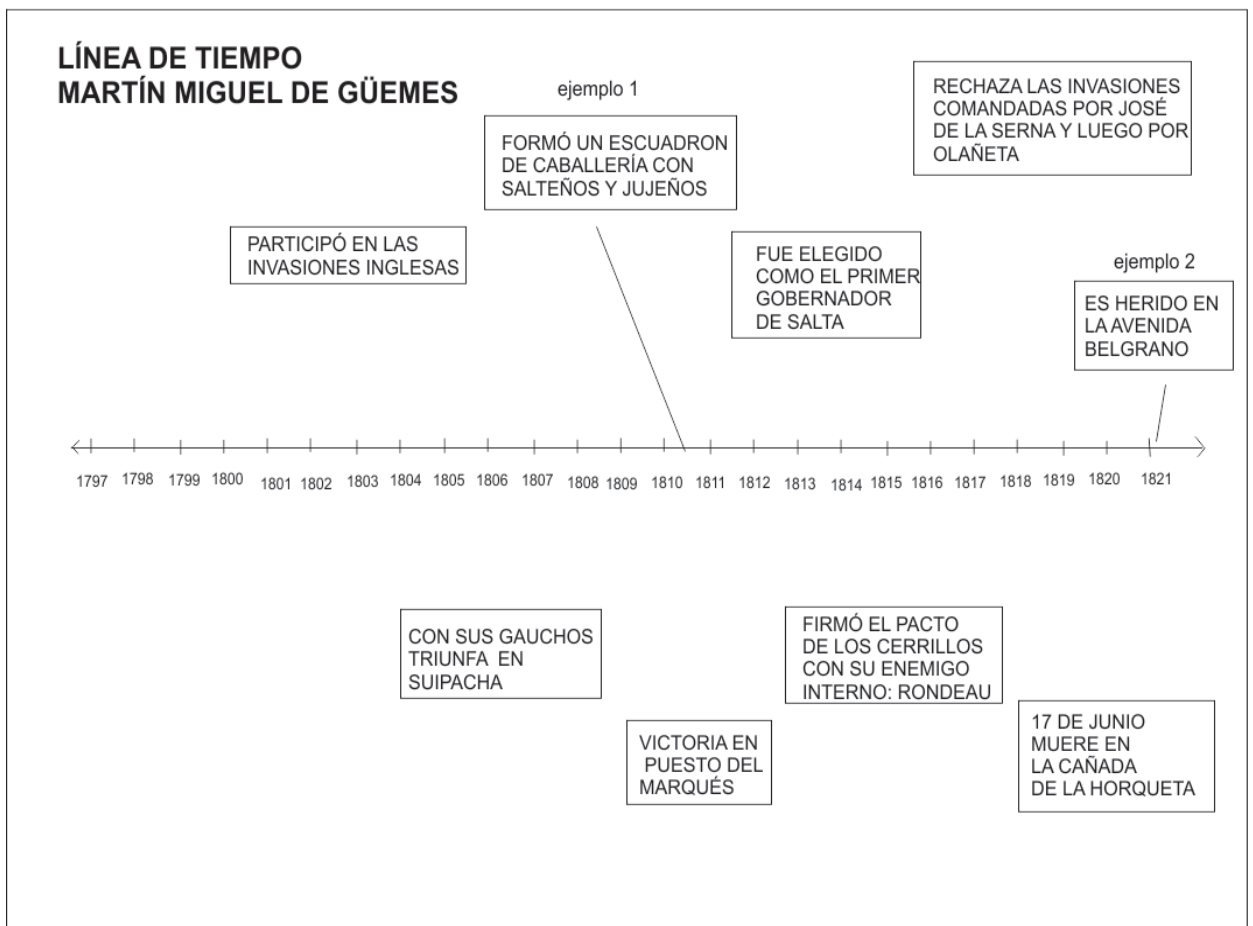 LÍNEA DE TIEMPO
MARTÍN MIGUEL DE GÜEMES
ejemplo 1
FORMÓ UN ESCUADRON
DE CABALLERÍA CON
SALTEÑOS Y JUJEÑOS
RECHAZA LAS INVASIONES
COMANDADAS POR JOSÉ
DE LA SERNA Y LUEGO POR
OLAÑETA
PARTICIPÓ EN LAS
INVASIONES INGLESAS
FUE ELEGIDO
COMO EL PRIMER
GOBERNADOR
DE SALTA
ejemplo 2
ES HERIDO EN
LA AVENIDA
BELGRANO
1797 1798 1799 1800 1801 1802 1803 1804 1805 1806 1807 1808 1809 1810 1811 1812 1813 1814 1815 1816 1817 1818 1819 1820 1821
CON SUS GAUCHOS
TRIUNFA EN
SUIPACHA
VICTORIA EN
PUESTO DEL
MARQUÉS
FIRMÓ EL PACTO
DE LOS CERRILLOS
CON SU ENEMIGO
INTERNO: RONDEAU
17 DE JUNIO
MUERE EN
LA CAÑADA
DE LA HORQUETA